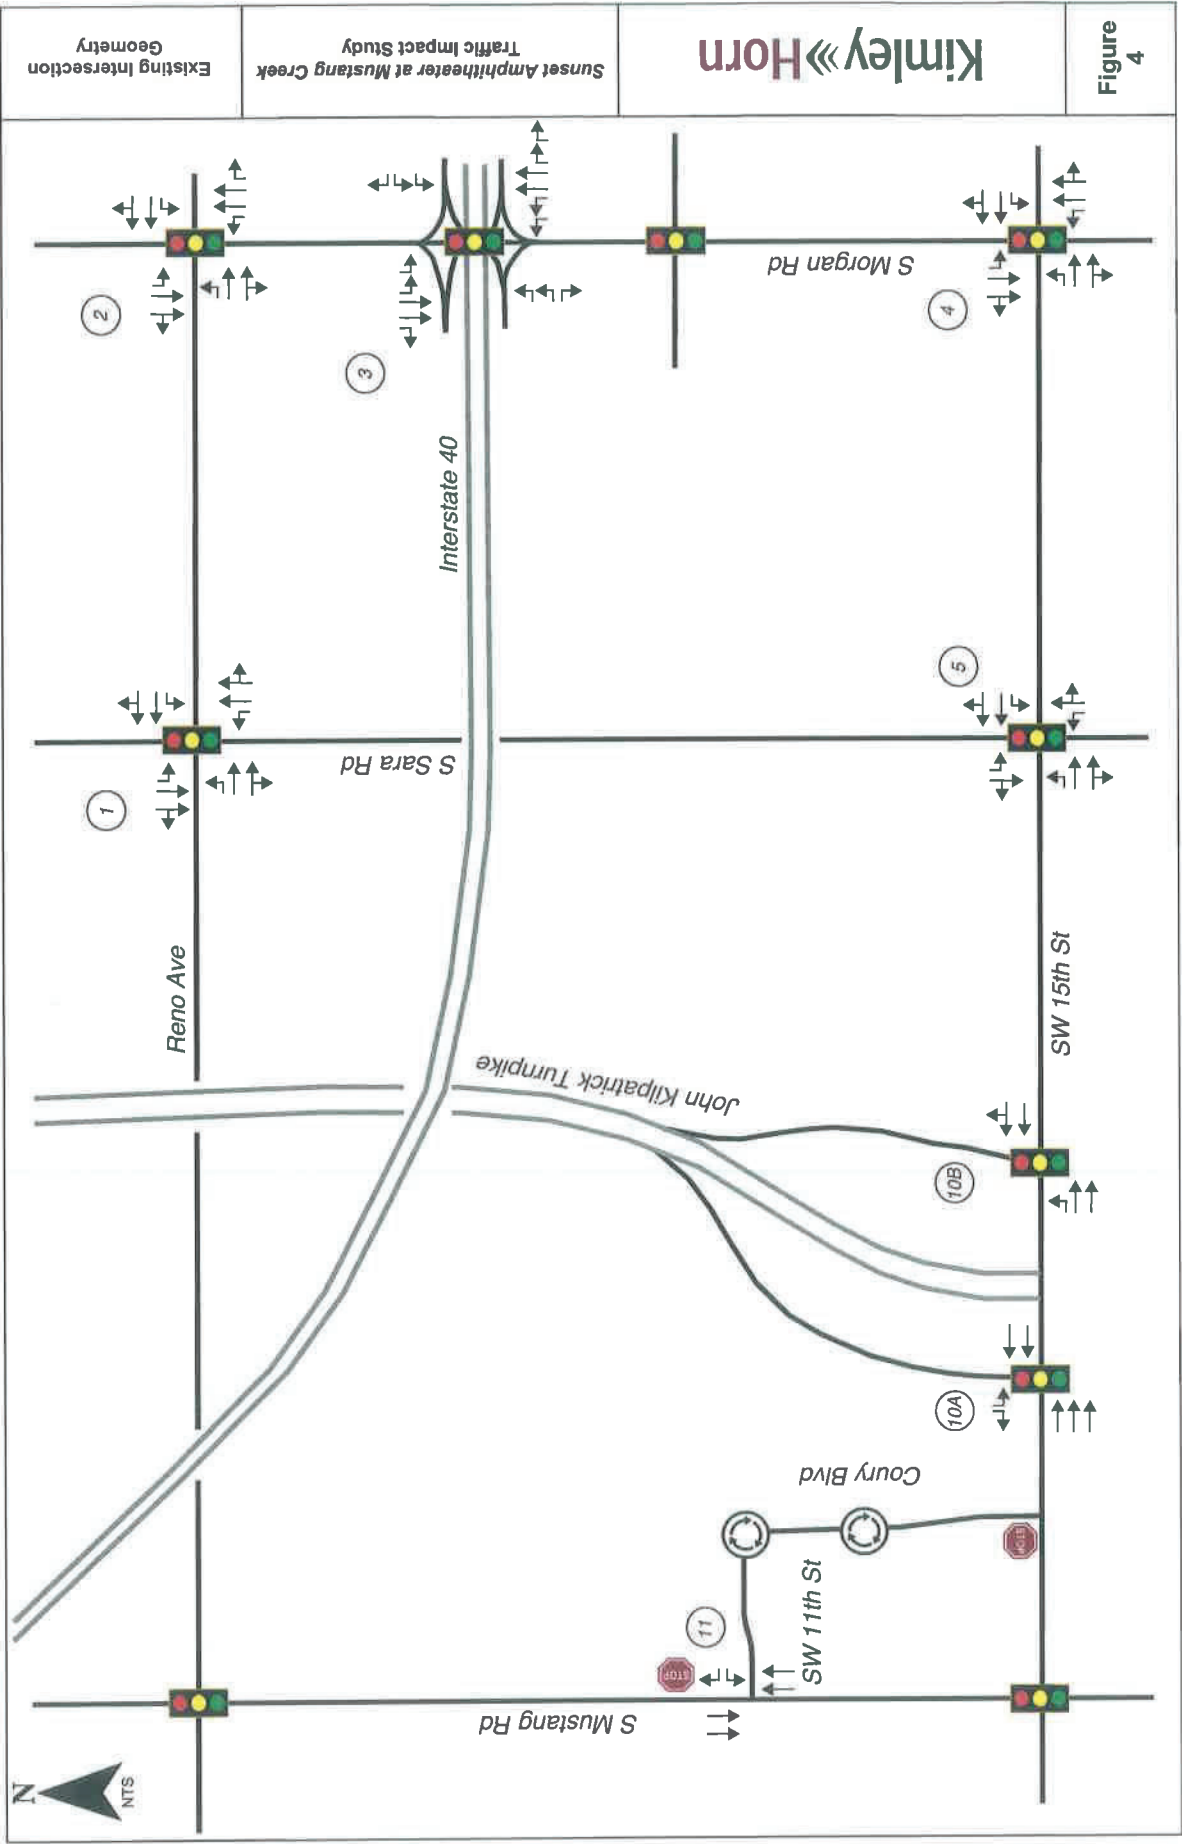 Existing Intersection
Geometry
Sunset Amphitheater at Mustang Creek
Traffic Impact Study
Kimley»Horn
Figure
4
2
3
S Morgan Rd
4
Interstate 40
1
S Sara Rd
5
Reno Ave
John Kilpatrick Turnpike
SW 15th St
10B
10A
Coury Blvd
STOP
11
SW 11th St
STOP
S Mustang Rd
N
NTS